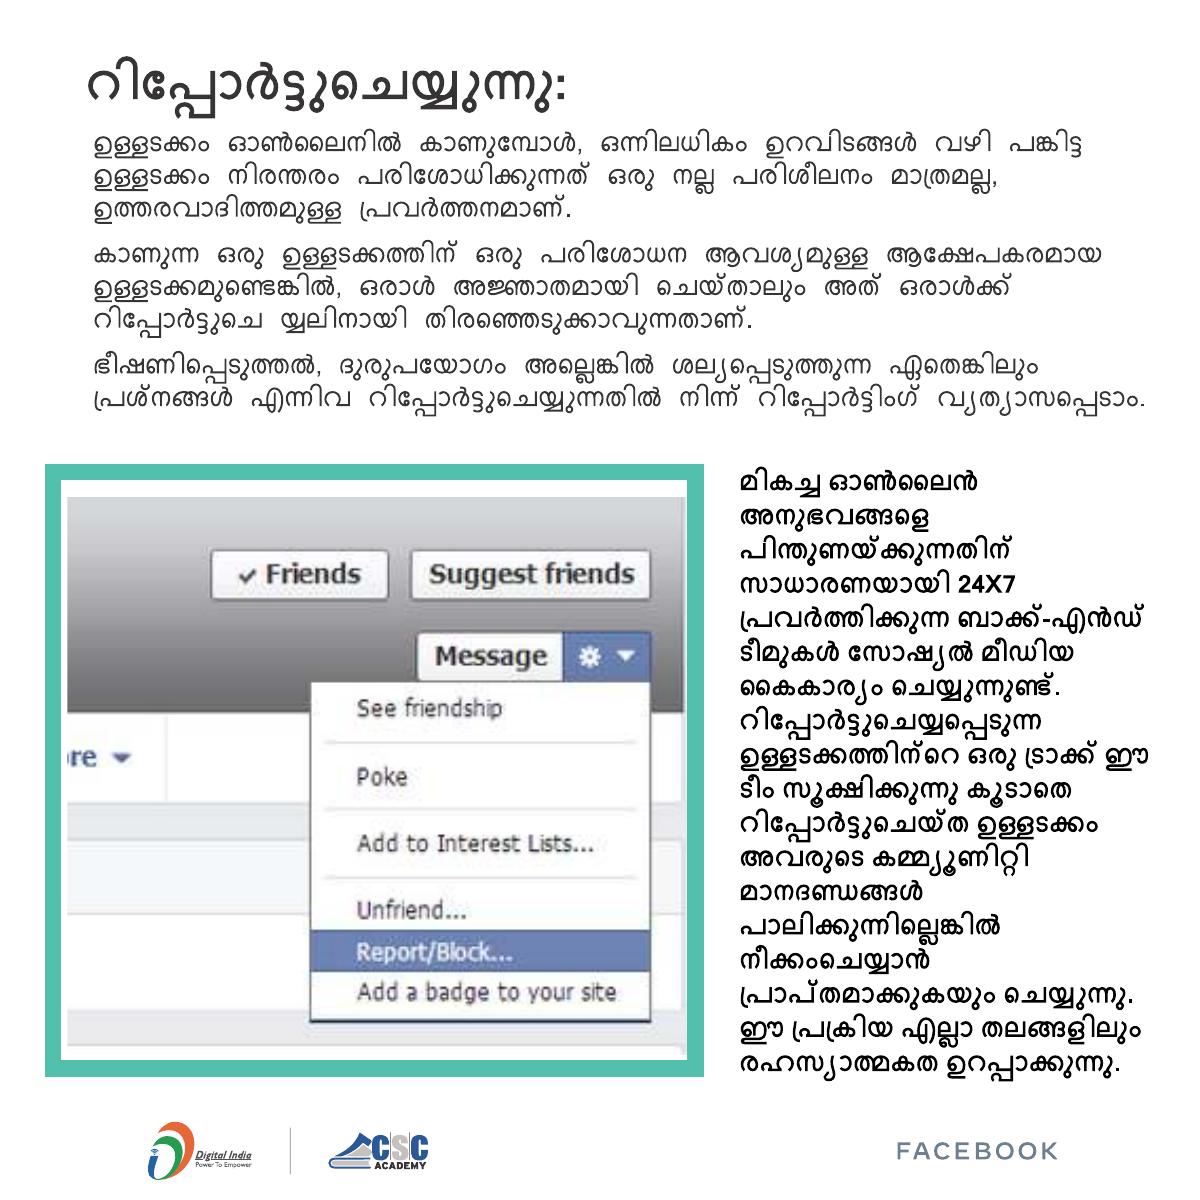 റിപ്പോർട്ടുചെയ്യുന്നു:
ഉള്ളടക്കം ഓൺലൈനിൽ കാണുമ്പോൾ, ഒന്നിലധികം ഉറവിടങ്ങൾ വഴി പങ്കിട്ട
ഉള്ളടക്കം നിരന്തരം പരിശോധിക്കുന്നത് ഒരു നല്ല പരിശീലനം മാത്രമല്ല,
ഉത്തരവാദിത്തമുള്ള പ്രവർത്തനമാണ്.
കാണുന്ന ഒരു ഉള്ളടക്കത്തിന് ഒരു പരിശോധന ആവശ്യമുള്ള ആക്ഷേപകരമായ
ഉള്ളടക്കമുണ്ടെങ്കിൽ, ഒരാൾ അജ്ഞാതമായി ചെയ്താലും അത് ഒരാൾക്ക്
റിപ്പോർട്ടുചെ യ്യലിനായി തിരഞ്ഞെടുക്കാവുന്നതാണ്.
ഭീഷണിപ്പെടുത്തൽ, ദുരുപയോഗം അല്ലെങ്കിൽ ശല്യപ്പെടുത്തുന്ന ഏതെങ്കിലും
പ്രശ്നങ്ങൾ എന്നിവ റിപ്പോർട്ടുചെയ്യുന്നതിൽ നിന്ന് റിപ്പോർട്ടിംഗ് വ്യത്യാസപ്പെടാം.
Friends
Suggest friends
Message
See friendship
ore
Poke
Add to Interest Lists...
Unfriend...
Report/Block...
Add a badge to your site
മികച്ച ഓൺലൈൻ
അനുഭവങ്ങളെ
പിന്തുണയ്ക്കുന്നതിന്
സാധാരണയായി 24X7
പ്രവർത്തിക്കുന്ന ബാക്ക്-എൻഡ്
ടീമുകൾ സോഷ്യൽ മീഡിയ
കൈകാര്യം ചെയ്യുന്നുണ്ട്.
റിപ്പോർട്ടുചെയ്യപ്പെടുന്ന
ഉള്ളടക്കത്തിന്റെ ഒരു ട്രാക്ക് ഈ
ടീം സൂക്ഷിക്കുന്നു കൂടാതെ
റിപ്പോർട്ടുചെയ്ത ഉള്ളടക്കം
അവരുടെ കമ്മ്യൂണിറ്റി
മാനദണ്ഡങ്ങൾ
പാലിക്കുന്നില്ലെങ്കിൽ
നീക്കംചെയ്യാൻ
പ്രാപ്തമാക്കുകയും ചെയ്യുന്നു.
ഈ പ്രക്രിയ എല്ലാ തലങ്ങളിലും
രഹസ്യാത്മകത ഉറപ്പാക്കുന്നു.
Digital India
Power To Empower
CSC
ACADEMY
FACEBOOK